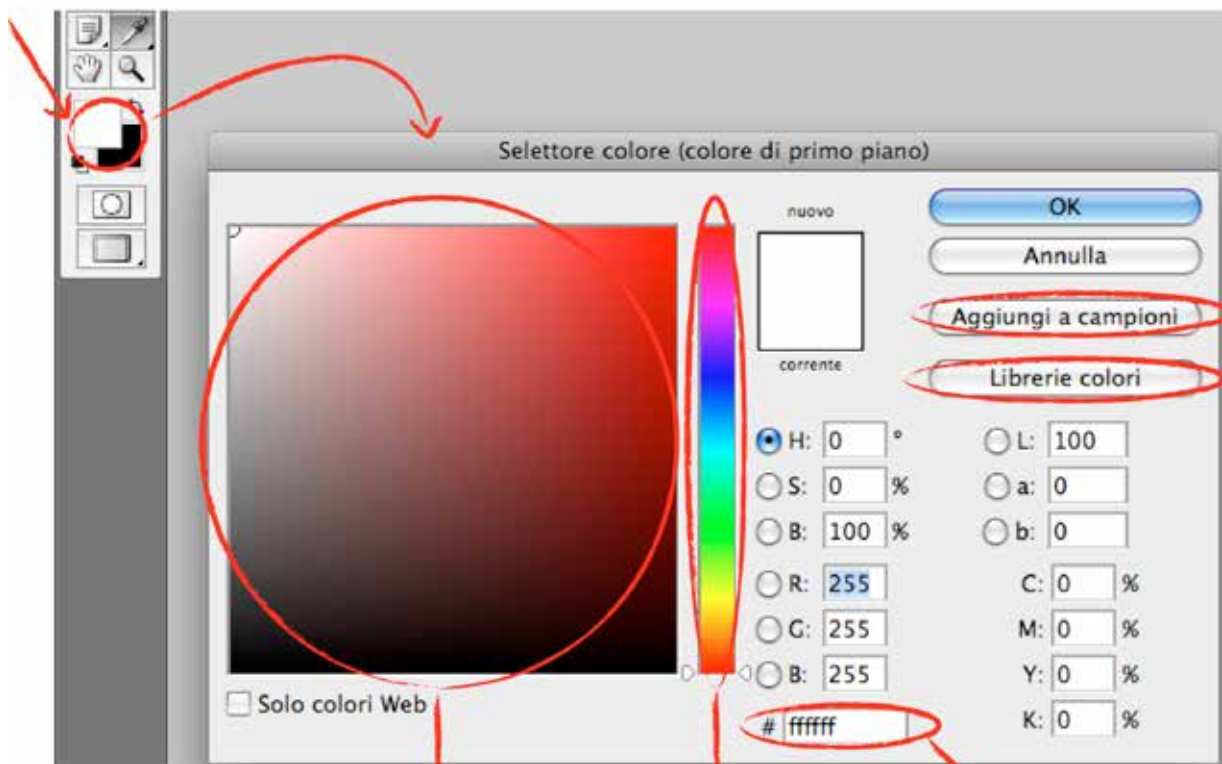 Selettore colore (colore di primo piano)
nuovo
corrente
OK
Annulla
Aggiungi a campioni
Librerie colori
H: 0 °
S: 0 %
B: 100 %
R: 255
G: 255
B: 255
# ffffff
L: 100
a: 0
b: 0
C: 0 %
M: 0 %
Y: 0 %
K: 0 %
Solo colori Web